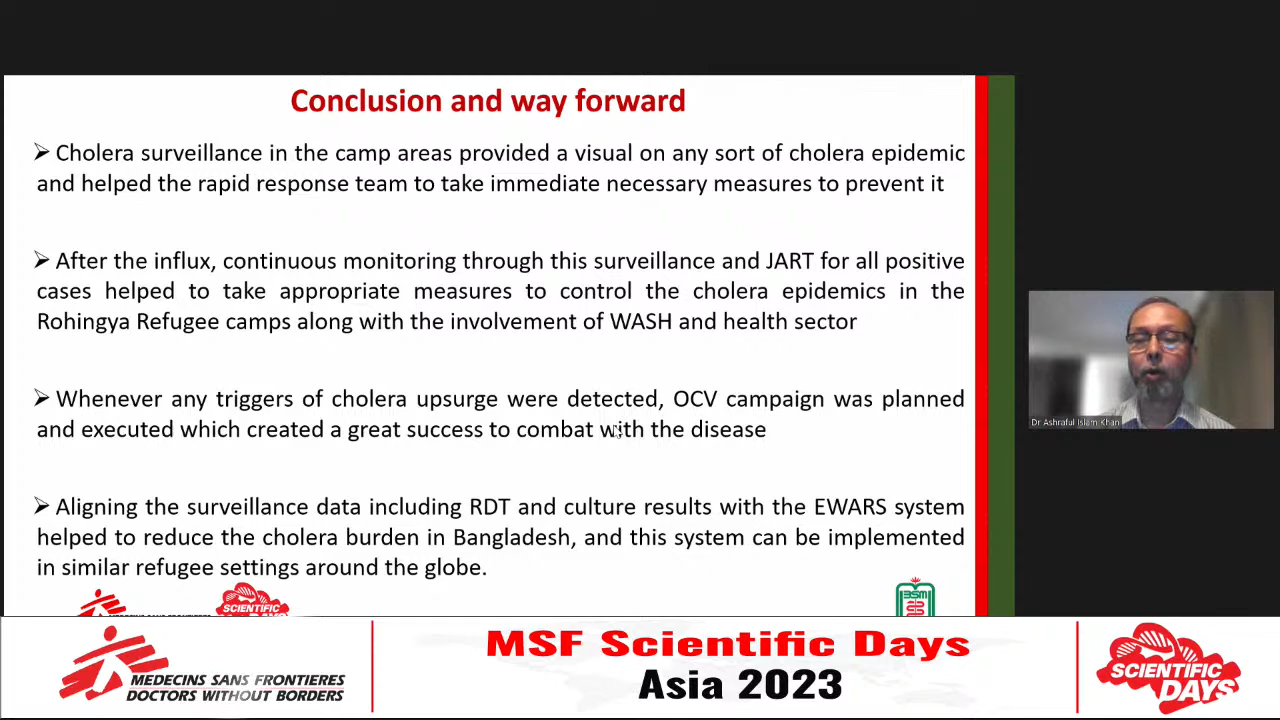 Conclusion and way forward
➢ Cholera surveillance in the camp areas provided a visual on any sort of cholera epidemic
and helped the rapid response team to take immediate necessary measures to prevent it
➢ After the influx, continuous monitoring through this surveillance and JART for all positive
cases helped to take appropriate measures to control the cholera epidemics in the
Rohingya Refugee camps along with the involvement of WASH and health sector
➢ Whenever any triggers of cholera upsurge were detected, OCV campaign was planned
and executed which created a great success to combat with the disease
➢ Aligning the surveillance data including RDT and culture results with the EWARS system
helped to reduce the cholera burden in Bangladesh, and this system can be implemented
in similar refugee settings around the globe.
Dr Ashraful Islam Khan
SCIENTIFIC
MEDECINS SANS FRONTIERES
DOCTORS WITHOUT BORDERS
MSF Scientific Days
Asia 2023
SCIENTIFIC
DAYS